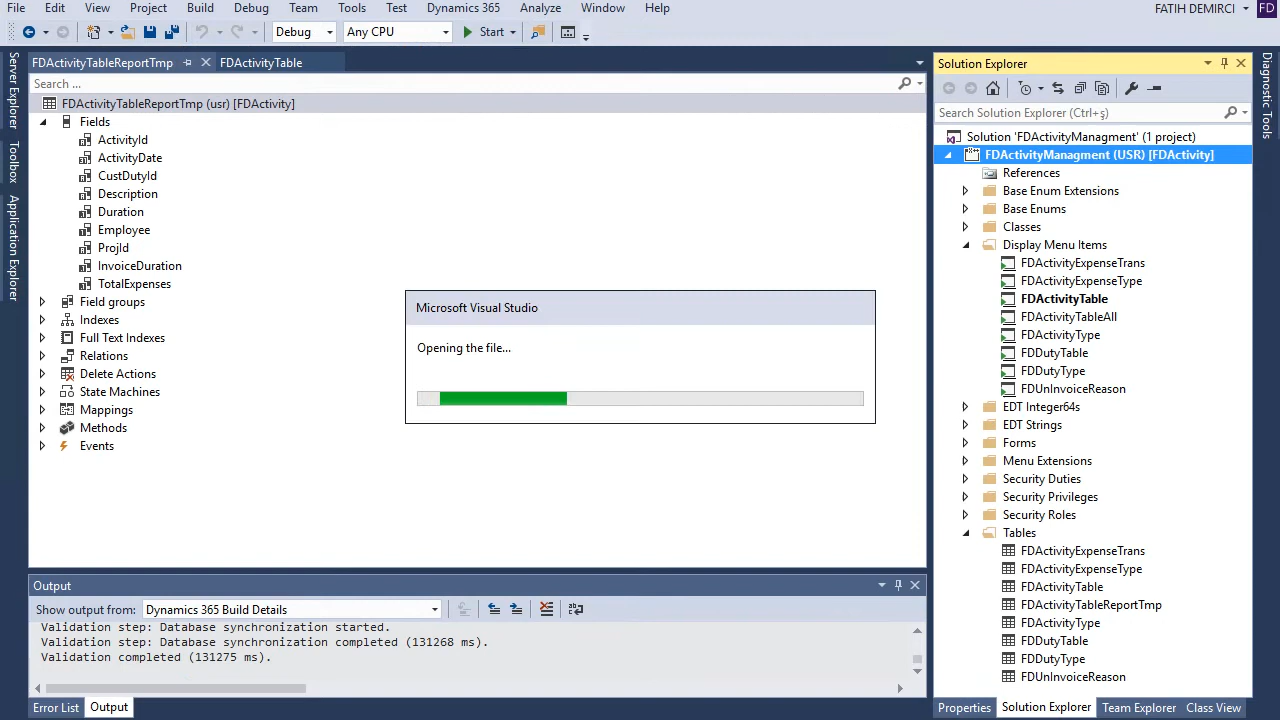 File Edit View Project Build Debug Team Tools Test Dynamics 365 Analyze Window Help FATIH DEMIRCI FD
Debug Any CPU Start
Server Explorer
Toolbox
Application Explorer
FDActivityTableReportTmp FDActivityTable
Search ...
FDActivityTableReportTmp (usr) [FDActivity]
Fields
ActivityId
ActivityDate
CustDutyId
Description
Duration
Employee
ProjId
InvoiceDuration
TotalExpenses
Field groups
Indexes
Full Text Indexes
Relations
Delete Actions
State Machines
Mappings
Methods
Events
Microsoft Visual Studio
Opening the file...
Output
Show output from: Dynamics 365 Build Details
Validation step: Database synchronization started.
Validation step: Database synchronization completed (131268 ms).
Validation completed (131275 ms).
Error List Output
Solution Explorer
Search Solution Explorer (Ctrl+ş)
Solution 'FDActivityManagment' (1 project)
FDActivityManagment (USR) [FDActivity]
References
Base Enum Extensions
Base Enums
Classes
Display Menu Items
FDActivityExpenseTrans
FDActivityExpenseType
FDActivityTable
FDActivityTableAll
FDActivityType
FDDutyTable
FDDutyType
FDUnInvoiceReason
EDT Integer64s
EDT Strings
Forms
Menu Extensions
Security Duties
Security Privileges
Security Roles
Tables
FDActivityExpenseTrans
FDActivityExpenseType
FDActivityTable
FDActivityTableReportTmp
FDActivityType
FDDutyTable
FDDutyType
FDUnInvoiceReason
Properties Solution Explorer Team Explorer Class View
Diagnostic Tools